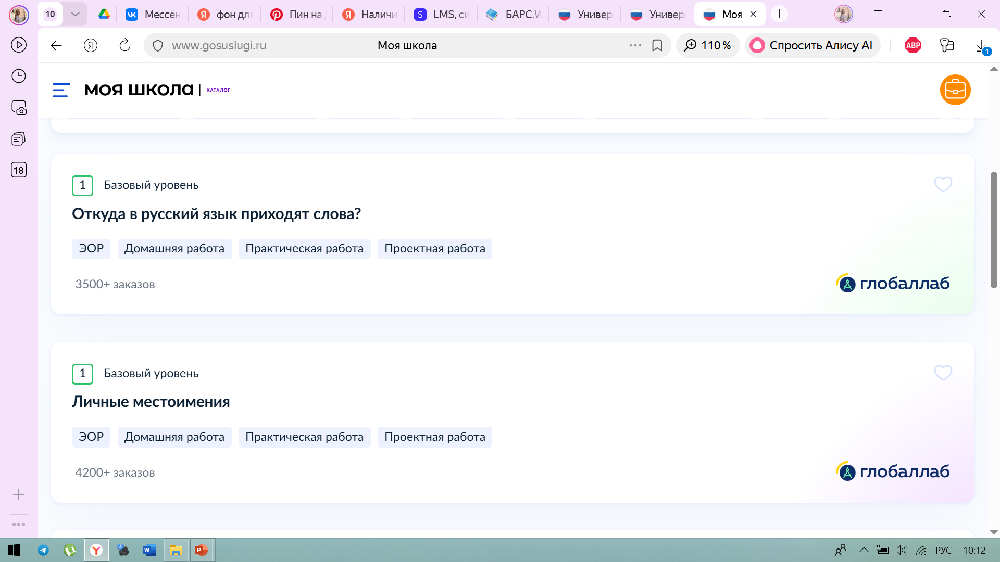 10
Мессен
фон для
Пин на
Наличи
LMS, си
БАРС.W
Универ
Универ
Моя
www.gosuslugi.ru
Моя школа
110 %
Спросить Алису AI
ABP
1
18
моя школа | КАТАЛОГ
1 Базовый уровень
Откуда в русский язык приходят слова?
ЭОР Домашняя работа Практическая работа Проектная работа
3500+ заказов
глобаллаб
1 Базовый уровень
Личные местоимения
ЭОР Домашняя работа Практическая работа Проектная работа
4200+ заказов
глобаллаб
РУС 10:12